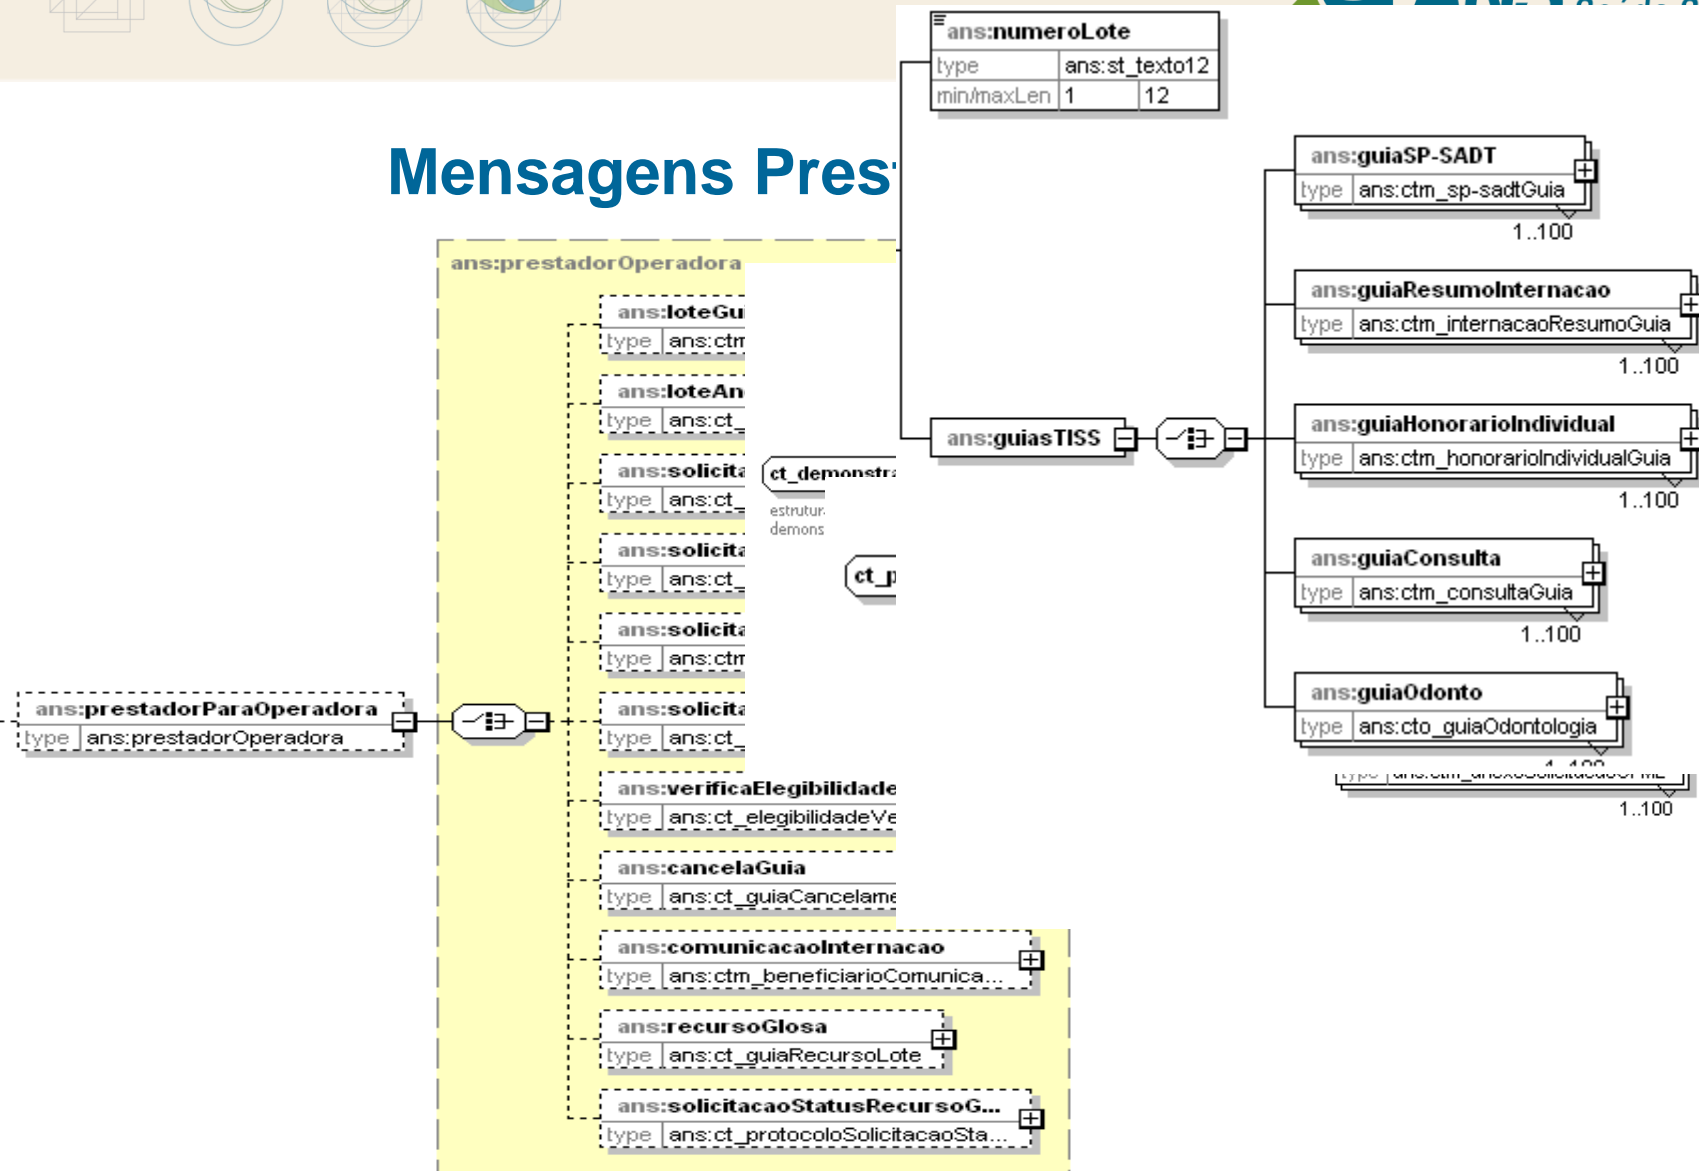 Mensagens Pres
ans:prestadorOperadora
ans:loteGui
type ans:ctm
ans:loteAn
type ans:ct_
ans:solicita
type ans:ct_
ans:solicita
type ans:ct_
ans:solicita
type ans:ctm
ans:solicita
type ans:ct_
ans:verificaElegibilidade
type ans:ct_elegibilidadeVe
ans:cancelaGuia
type ans:ct_guiaCancelame
ans:comunicacaoInternacao
type ans:ctm_beneficiarioComunica...
ans:recursoGlosa
type ans:ct_guiaRecursoLote
ans:solicitacaoStatusRecursoG...
type ans:ct_protocoloSolicitacaoSta...
ans:prestadorParaOperadora
type ans:prestadorOperadora
ct_demonstra
estrutur
demons
ct_p
ans:numeroLote
type ans:st_texto12
min/maxLen 1 12
ans:guiasTISS
ans:guiaSP-SADT
type ans:ctm_sp-sadtGuia
1..100
ans:guiaResumoInternacao
type ans:ctm_internacaoResumoGuia
1..100
ans:guiaHonorarioIndividual
type ans:ctm_honorarioIndividualGuia
1..100
ans:guiaConsulta
type ans:ctm_consultaGuia
1..100
ans:guiaOdonto
type ans:cto_guiaOdontologia
1..100
1..100